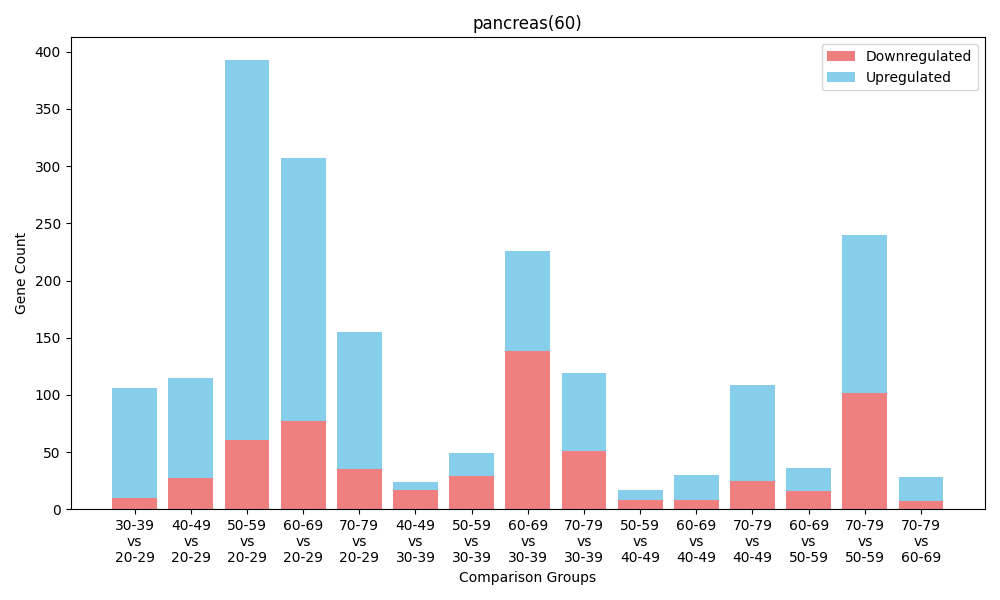 pancreas(60)
Downregulated
Upregulated
Gene Count
400
350
300
250
200
150
100
50
0
30-39
vs
20-29
40-49
vs
20-29
50-59
vs
20-29
60-69
vs
20-29
70-79
vs
20-29
40-49
vs
30-39
50-59
vs
30-39
60-69
vs
30-39
70-79
vs
30-39
50-59
vs
40-49
60-69
vs
40-49
70-79
vs
40-49
60-69
vs
50-59
70-79
vs
50-59
70-79
vs
60-69
Comparison Groups